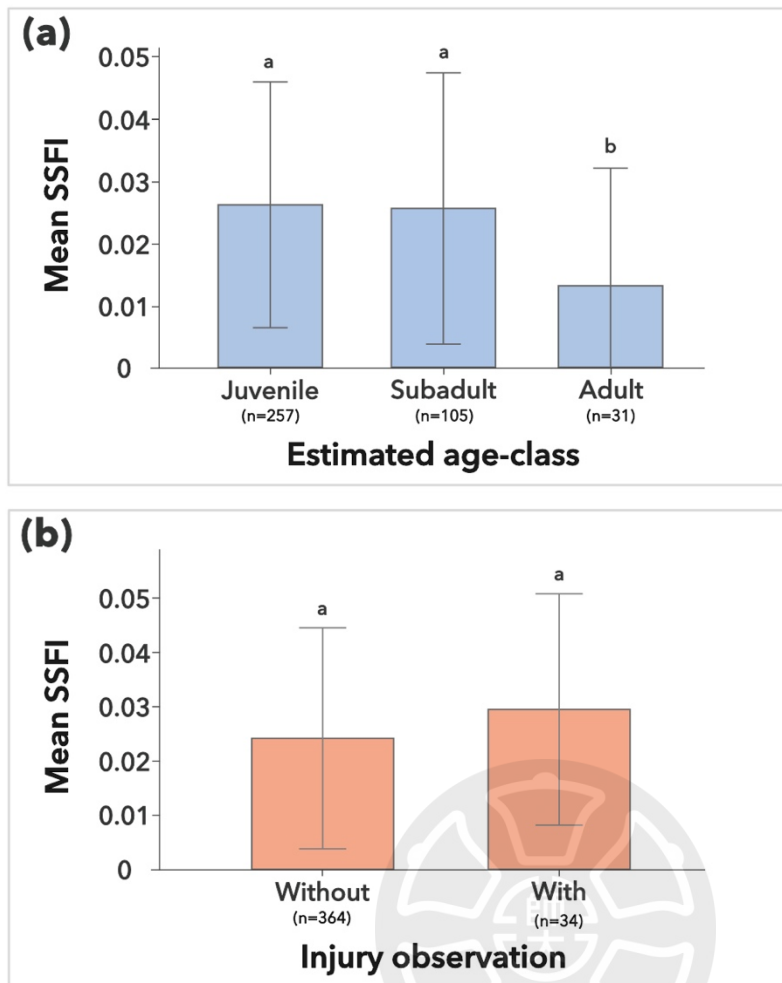 (a)
Mean SSFI
0.05
0.04
0.03
0.02
0.01
0
a
a
b
Juvenile
(n=257)
Subadult
(n=105)
Adult
(n=31)
Estimated age-class
(b)
Mean SSFI
0.05
0.04
0.03
0.02
0.01
0
a
a
Without
(n=364)
With
(n=34)
Injury observation